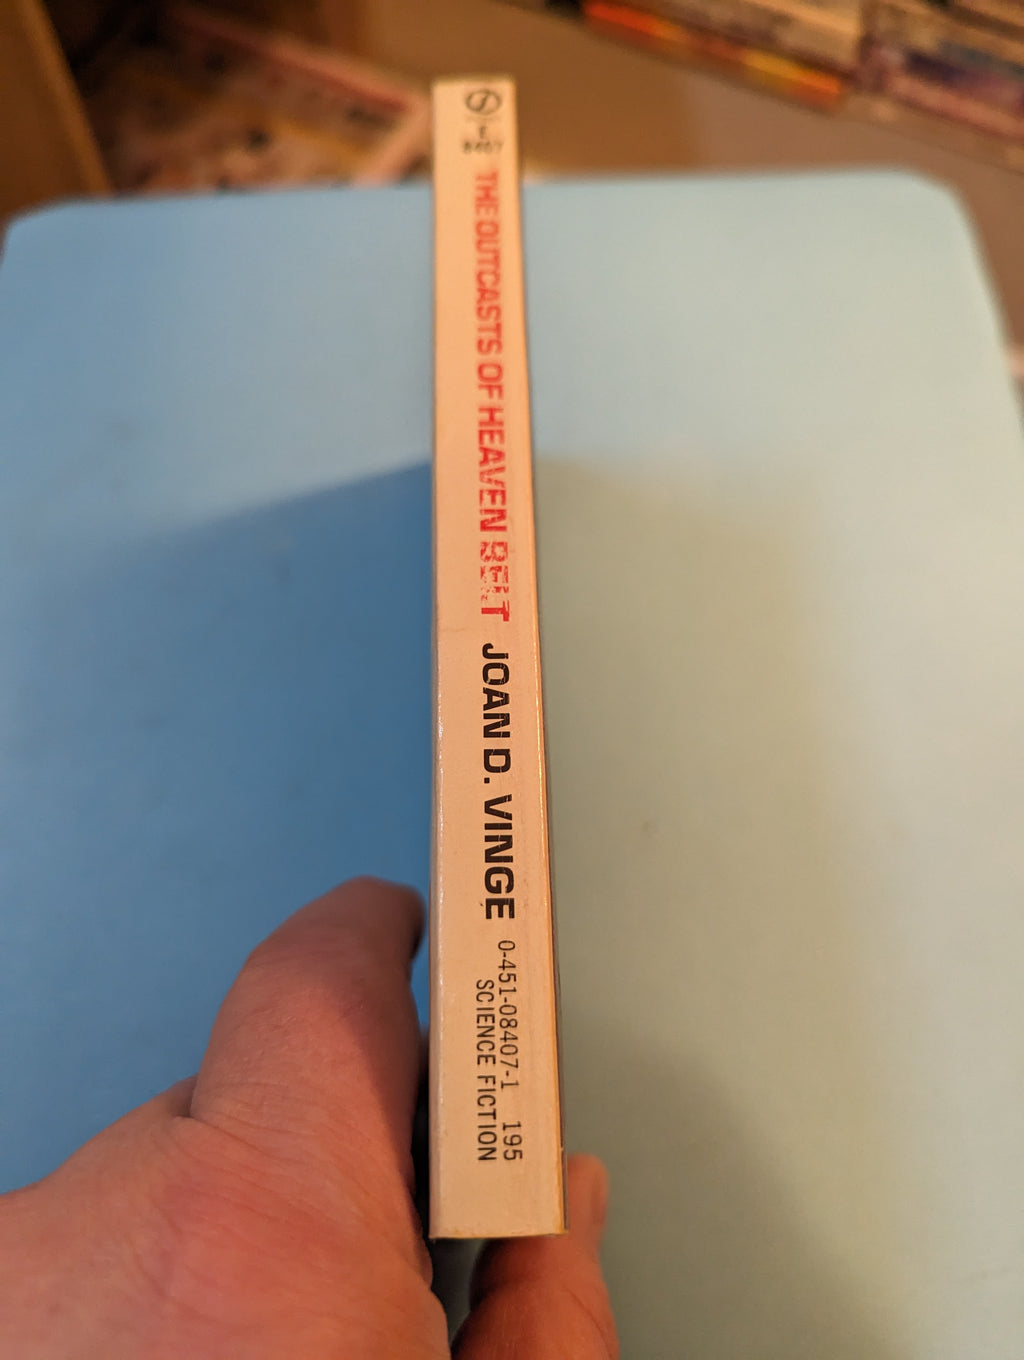 8407
THE OUTCASTS OF HEAVEN BELT JOAN D. VINGE
0-451-08407-1 195
SCIENCE FICTION